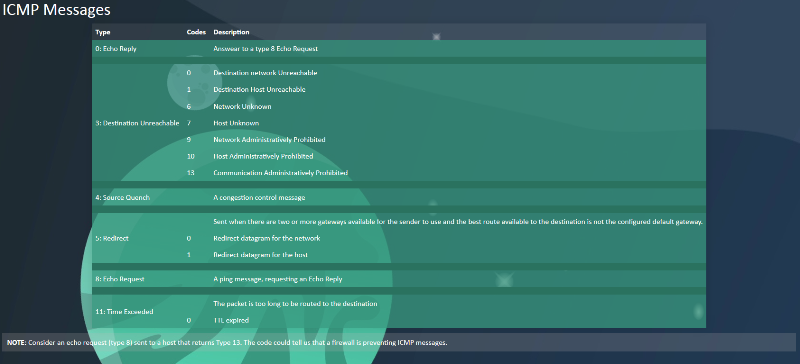 ICMP Messages
Type Codes Description
0: Echo Reply Answear to a type 8 Echo Request
0 Destination network Unreachable
1 Destination Host Unreachable
6 Network Unknown
3: Destination Unreachable 7 Host Unknown
9 Network Administratively Prohibited
10 Host Administratively Prohibited
13 Communication Administratively Prohibited
4: Source Quench A congestion control message
Sent when there are two or more gateways available for the sender to use and the best route available to the destination is not the configured default gateway.
5: Redirect 0 Redirect datagram for the network
1 Redirect datagram for the host
8: Echo Request A ping message, requesting an Echo Reply
The packet is too long to be routed to the destination
11: Time Exceeded
0 TTL expired
NOTE: Consider an echo request (type 8) sent to a host that returns Type 13. The code could tell us that a firewall is preventing ICMP messages.